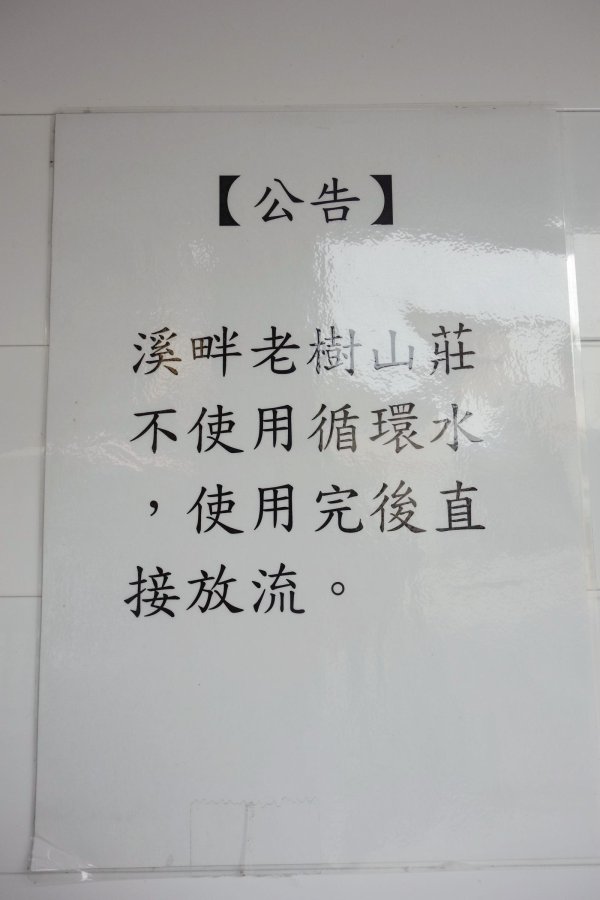 【公告】
溪畔老樹山莊
不使用循環水
，使用完後直
接放流。